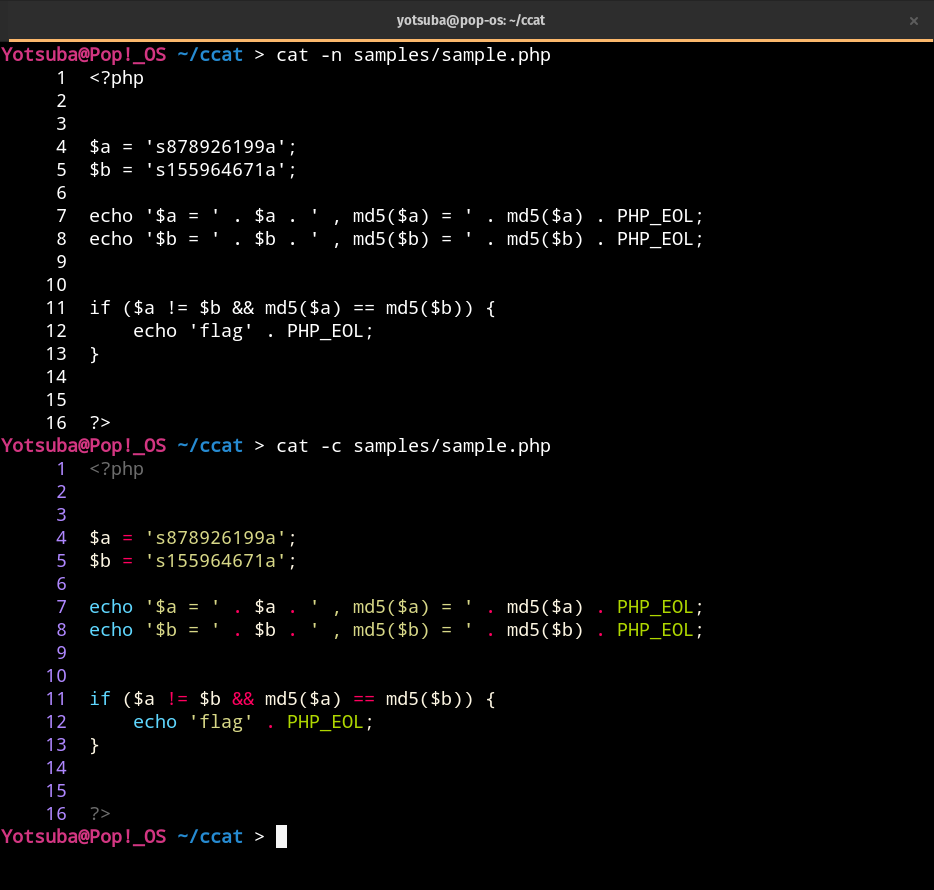 yotsuba@pop-os: ~/ccat ×
Yotsuba@Pop!_OS ~/ccat > cat -n samples/sample.php
     1  <?php
     2
     3
     4  $a = 's878926199a';
     5  $b = 's155964671a';
     6
     7  echo '$a = ' . $a . ' , md5($a) = ' . md5($a) . PHP_EOL;
     8  echo '$b = ' . $b . ' , md5($b) = ' . md5($b) . PHP_EOL;
     9
    10
    11  if ($a != $b && md5($a) == md5($b)) {
    12      echo 'flag' . PHP_EOL;
    13  }
    14
    15
    16  ?>
Yotsuba@Pop!_OS ~/ccat > cat -c samples/sample.php
     1  <?php
     2
     3
     4  $a = 's878926199a';
     5  $b = 's155964671a';
     6
     7  echo '$a = ' . $a . ' , md5($a) = ' . md5($a) . PHP_EOL;
     8  echo '$b = ' . $b . ' , md5($b) = ' . md5($b) . PHP_EOL;
     9
    10
    11  if ($a != $b && md5($a) == md5($b)) {
    12      echo 'flag' . PHP_EOL;
    13  }
    14
    15
    16  ?>
Yotsuba@Pop!_OS ~/ccat >